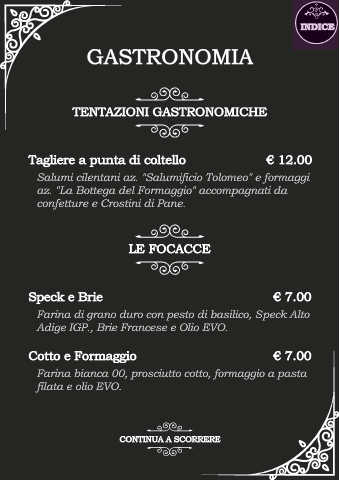 INDICE
GASTRONOMIA
TENTAZIONI GASTRONOMICHE
Tagliere a punta di coltello € 12.00
Salumi cilentani az. "Salumificio Tolomeo" e formaggi
az. "La Bottega del Formaggio" accompagnati da
confetture e Crostini di Pane.
LE FOCACCE
Speck e Brie € 7.00
Farina di grano duro con pesto di basilico, Speck Alto
Adige IGP., Brie Francese e Olio EVO.
Cotto e Formaggio € 7.00
Farina bianca 00, prosciutto cotto, formaggio a pasta
filata e olio EVO.
CONTINUA A SCORRERE